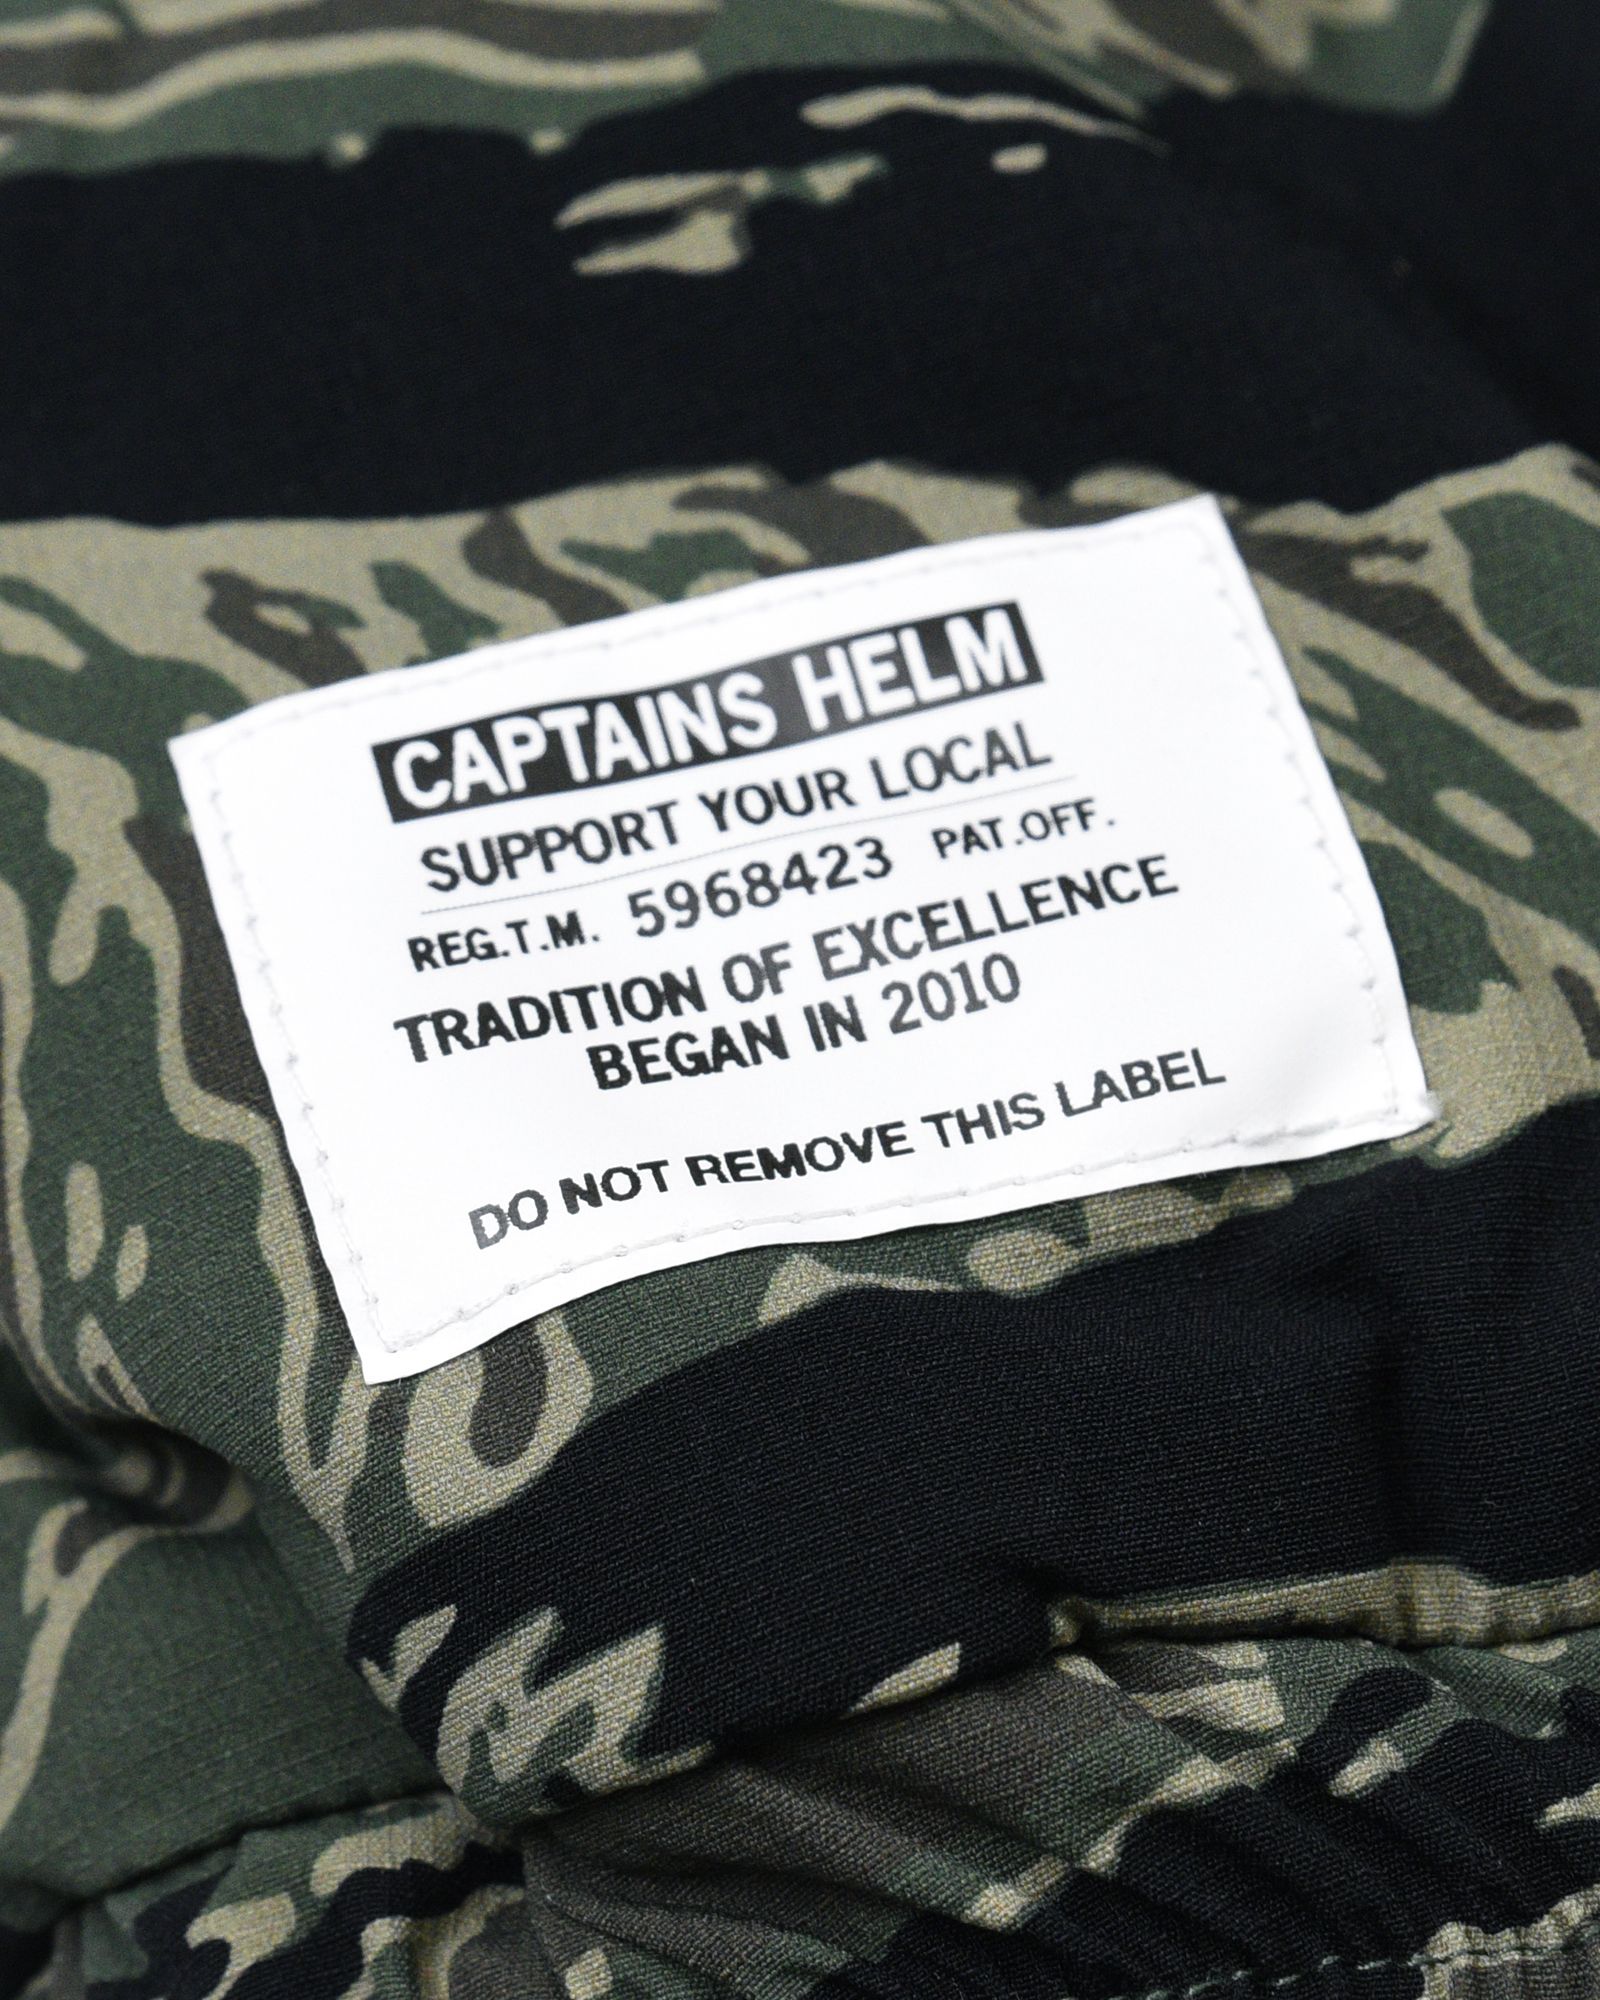 CAPTAINS HELM
SUPPORT YOUR LOCAL
REG.T.M. 5968423 PAT.OFF.
TRADITION OF EXCELLENCE
BEGAN IN 2010
DO NOT REMOVE THIS LABEL